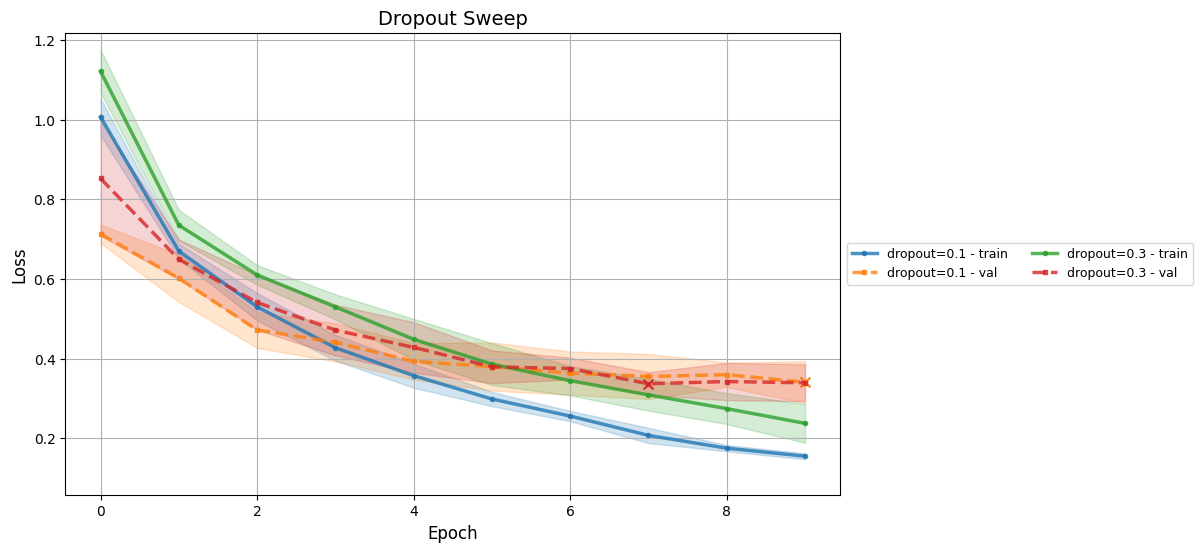 Dropout Sweep
1.2
1.0
0.8
0.6
0.4
0.2
Loss
0 2 4 6 8
Epoch
dropout=0.1 - train dropout=0.3 - train
dropout=0.1 - val dropout=0.3 - val